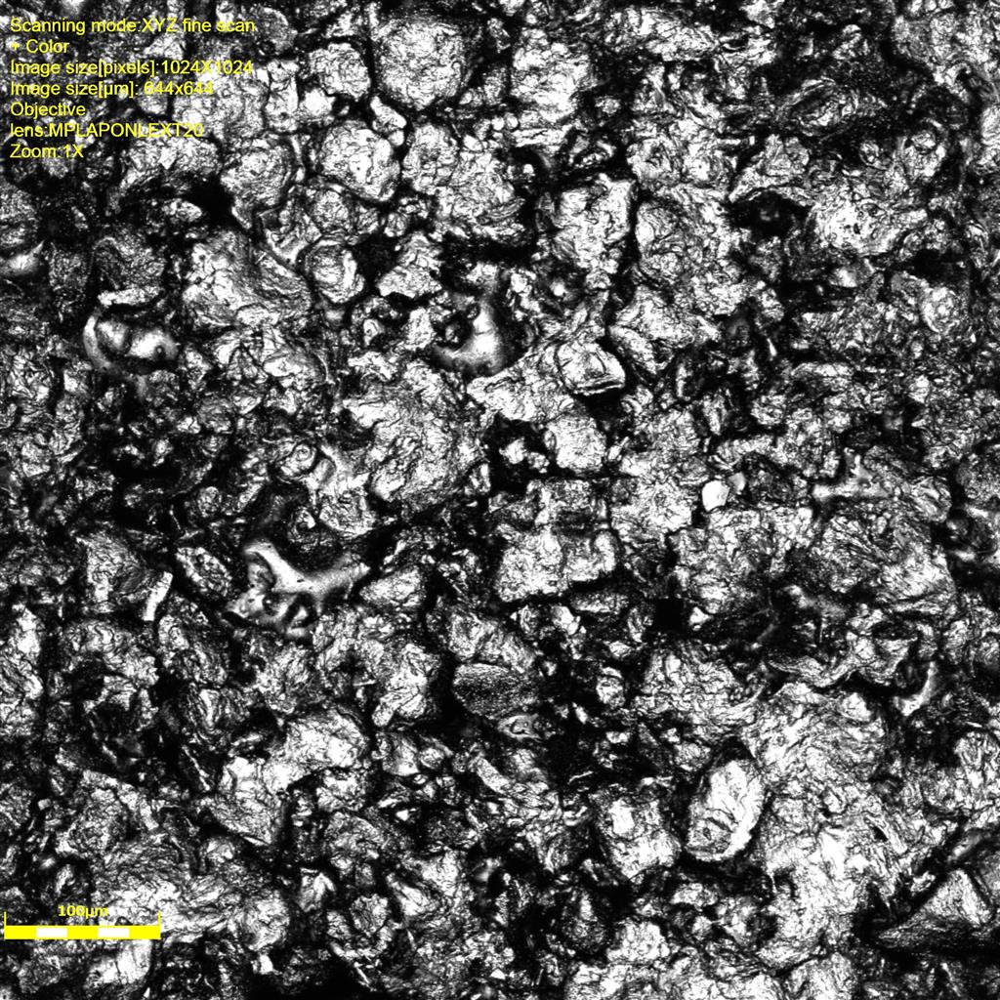 Scanning mode:XYZ fine scan
+ Color
Image size[pixels]:1024X1024
Image size[µm]: 644x644
Objective
lens:MPLAPONLEXT20
Zoom:1X
100µm